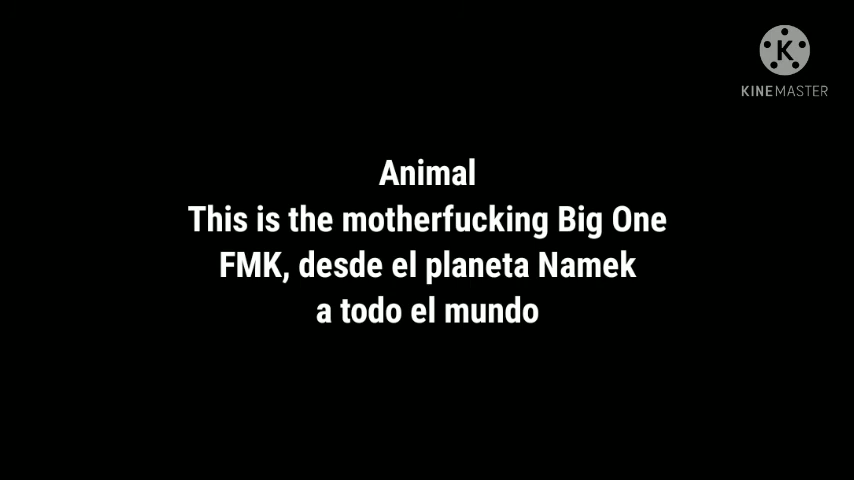 KINEMASTER
Animal
This is the motherfucking Big One
FMK, desde el planeta Namek
a todo el mundo